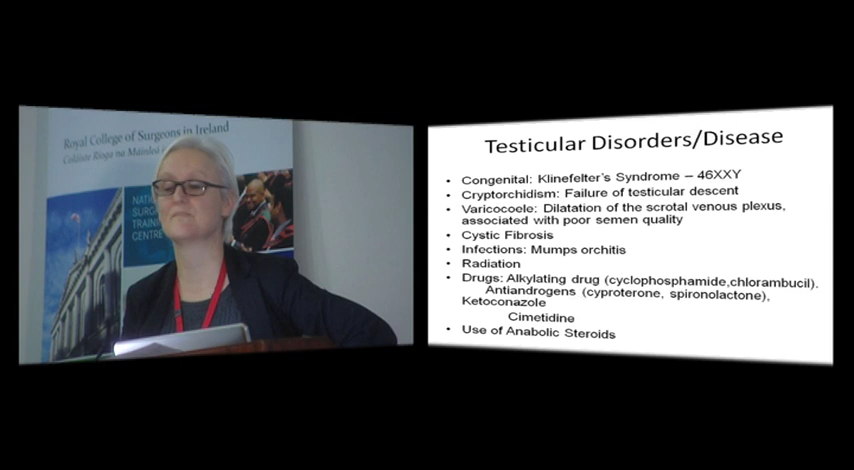 Royal College of Surgeons in Ireland
Coláiste Ríoga na Máinleá
NATI
SURG
TRAIN
CENTRE
Testicular Disorders/Disease
• Congenital: Klinefelter's Syndrome – 46XXY
• Cryptorchidism: Failure of testicular descent
• Varicocoele: Dilatation of the scrotal venous plexus,
associated with poor semen quality
• Cystic Fibrosis
• Infections: Mumps orchitis
• Radiation
• Drugs: Alkylating drug (cyclophosphamide,chlorambucil).
Antiandrogens (cyproterone, spironolactone),
Ketoconazole
Cimetidine
• Use of Anabolic Steroids